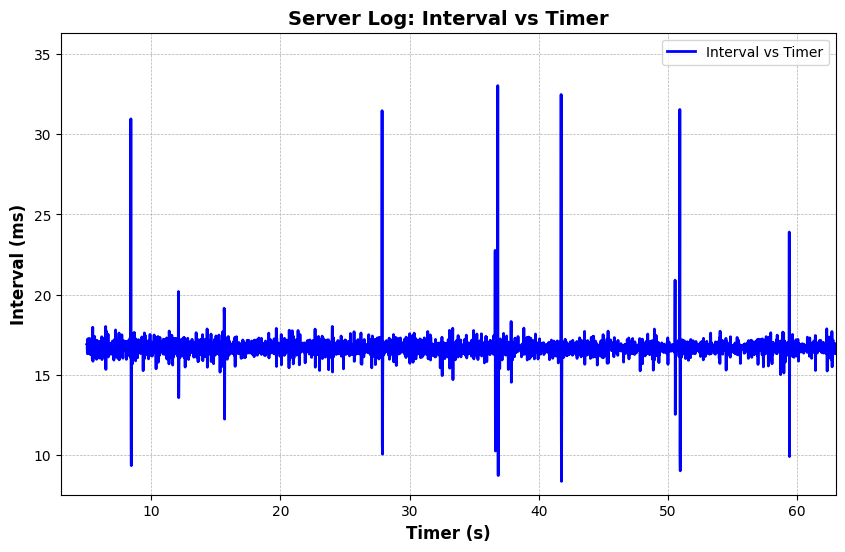 Server Log: Interval vs Timer
Interval vs Timer
35
30
25
20
15
10
Interval (ms)
10 20 30 40 50 60
Timer (s)